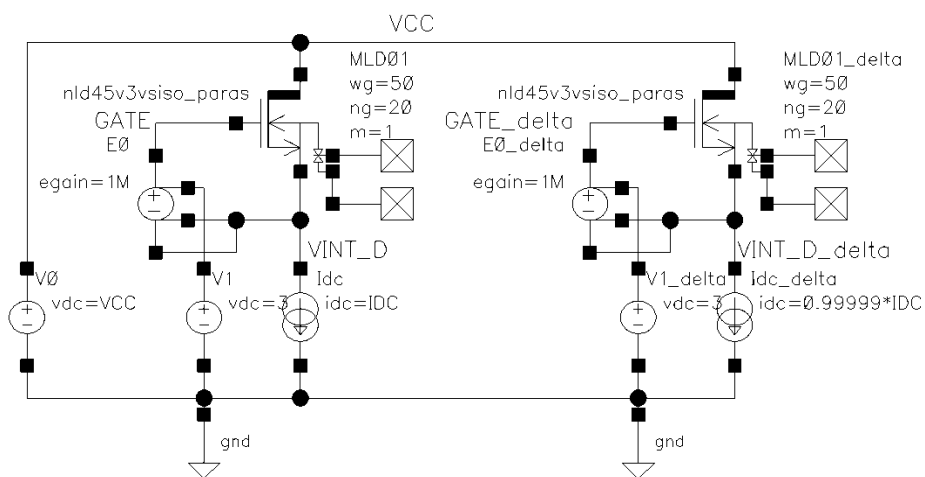 VCC
MLD01
wg=50
ng=20
m=1
nld45v3vsiso_paras
GATE
E0
egain=1M
VINT_D
V0
vdc=VCC
V1
vdc=3
Idc
idc=IDC
gnd
MLD01_delta
wg=50
ng=20
m=1
nld45v3vsiso_paras
GATE_delta
E0_delta
egain=1M
VINT_D_delta
V1_delta
vdc=3
Idc_delta
idc=0.99999*IDC
gnd